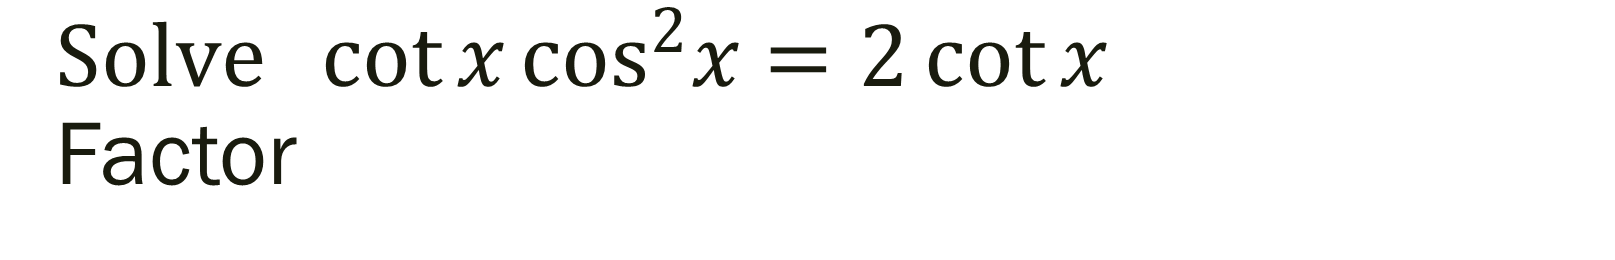 Solve cot x cos²x = 2 cot x
Factor